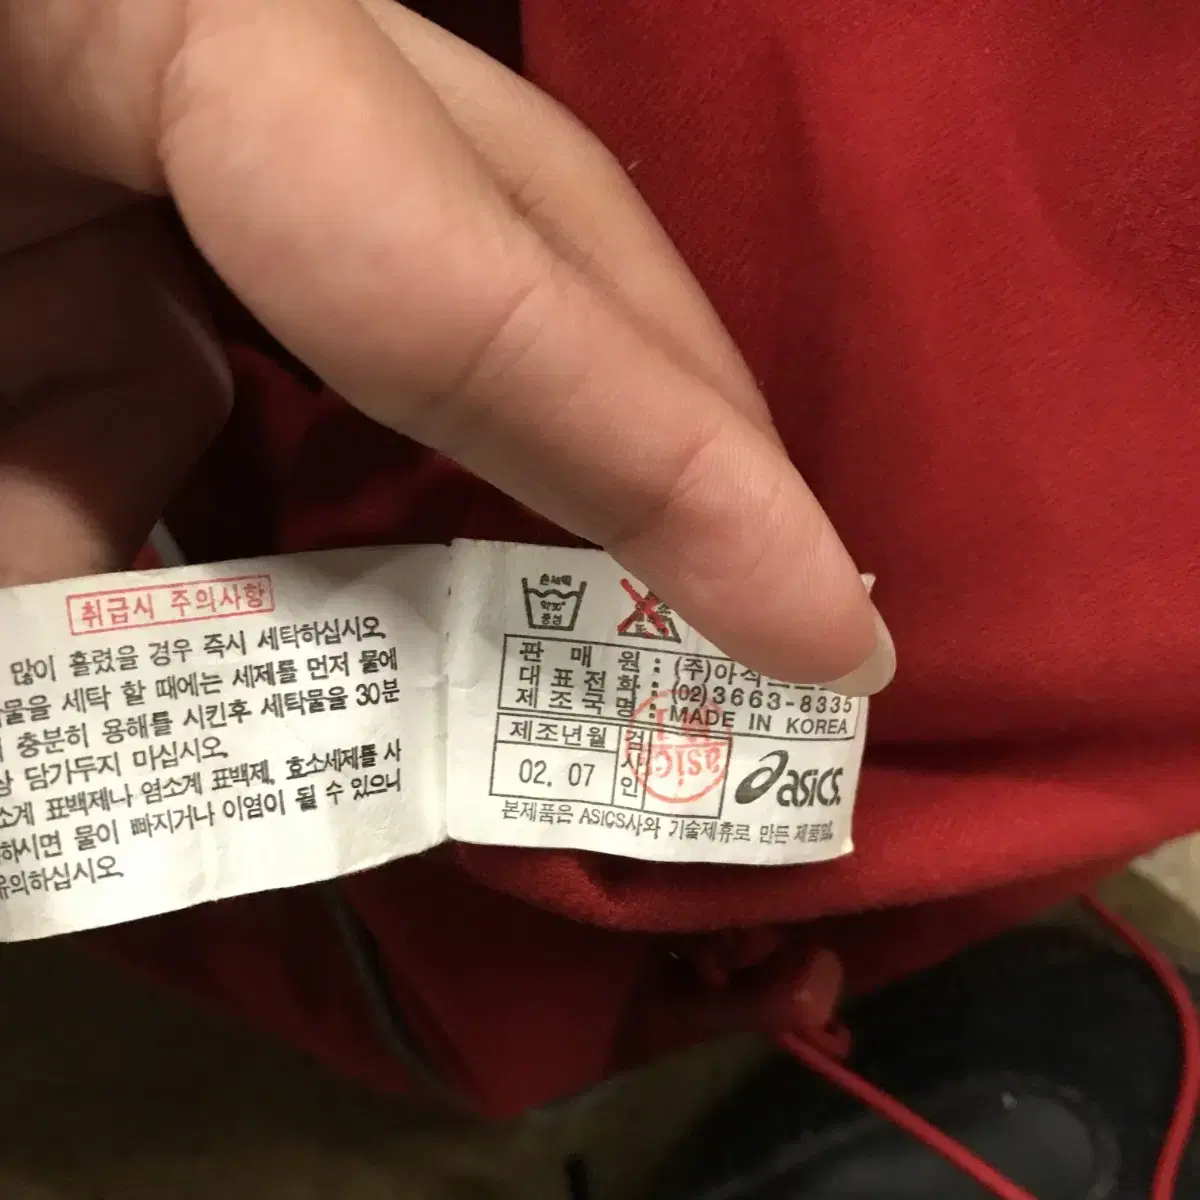 취급시 주의사항
많이 흘렸을 경우 즉시 세탁하십시오.
물을 세탁 할 때에는 세제를 먼저 물에
충분히 용해를 시킨후 세탁물을 30분
담가두지 마십시오.
표백제나 염소계 표백제, 효소세제를 사
하시면 물이 빠지거나 이염이 될 수 있으니
유의하십시오.
손세탁
약30°
중성
판 매 원 : (주)아식스
대표전화 : (02)3663-8335
제조국명 : MADE IN KOREA
제조년월 검사인
02. 07
asics
asics.
본제품은 ASICS사와 기술제휴로 만든 제품임.